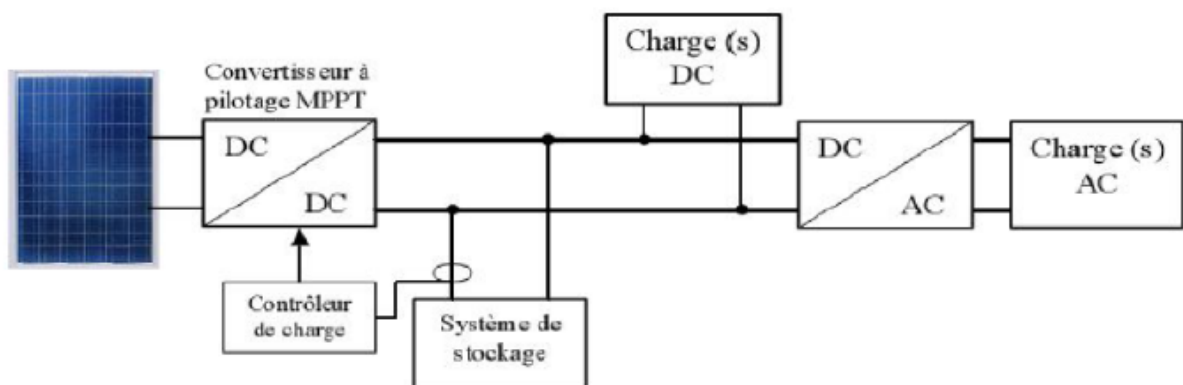 Convertisseur à
pilotage MPPT
DC
DC
Charge (s)
DC
DC
AC
Charge (s)
AC
Contrôleur
de charge
Système de
stockage